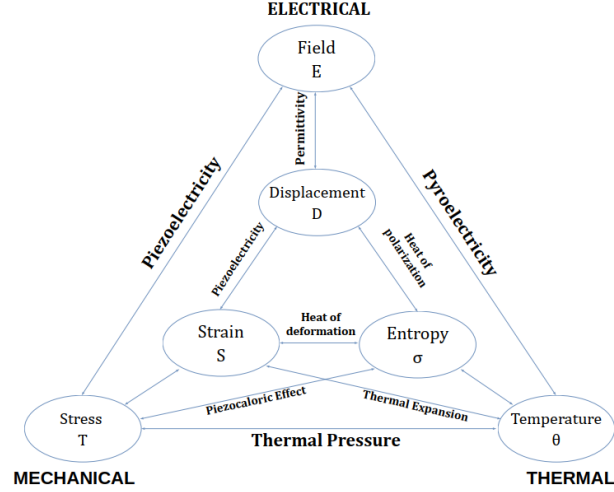 ELECTRICAL
Field
E
Permittivity
Piezoelectricity
Pyroelectricity
Displacement
D
Piezoelectricity
Heat of
polarization
Heat of
deformation
Strain
S
Entropy
σ
Piezocaloric Effect
Thermal Expansion
Stress
T
Thermal Pressure
Temperature
θ
MECHANICAL
THERMAL